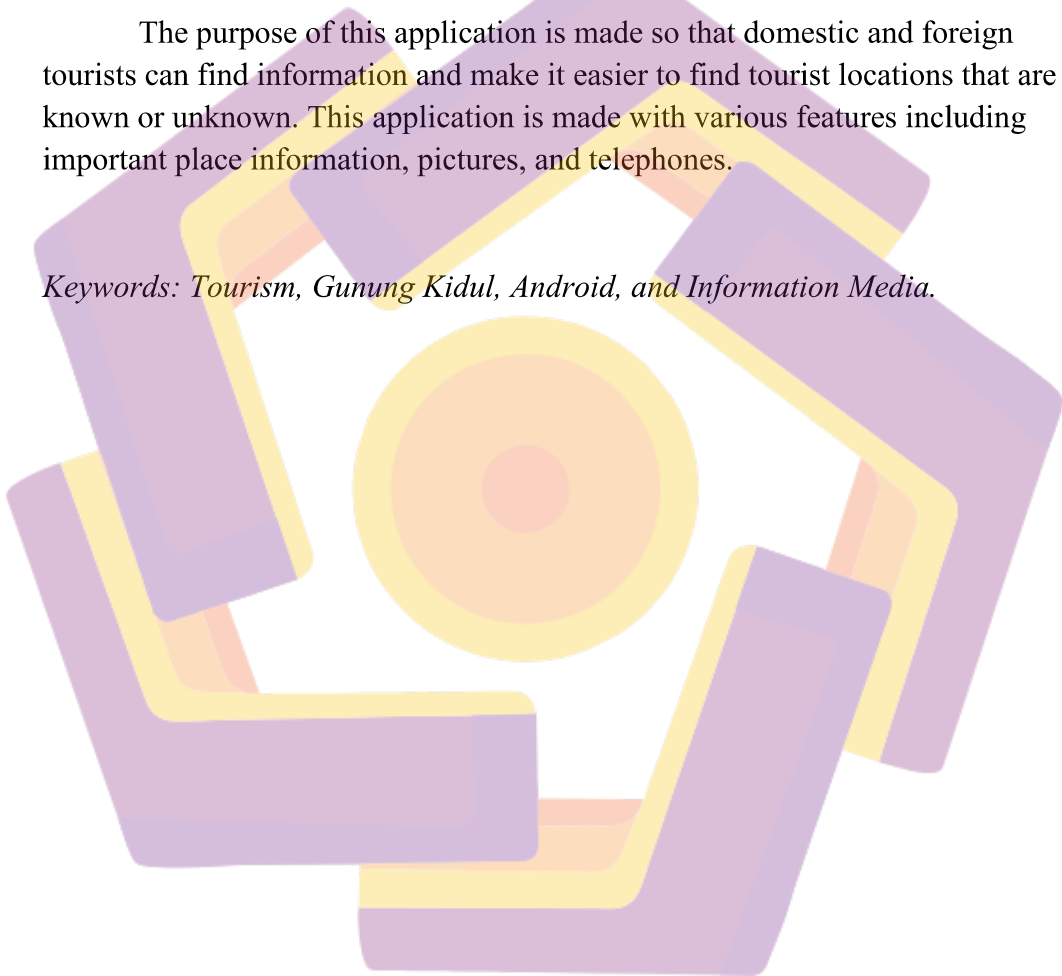 The purpose of this application is made so that domestic and foreign
tourists can find information and make it easier to find tourist locations that are
known or unknown. This application is made with various features including
important place information, pictures, and telephones.
Keywords: Tourism, Gunung Kidul, Android, and Information Media.